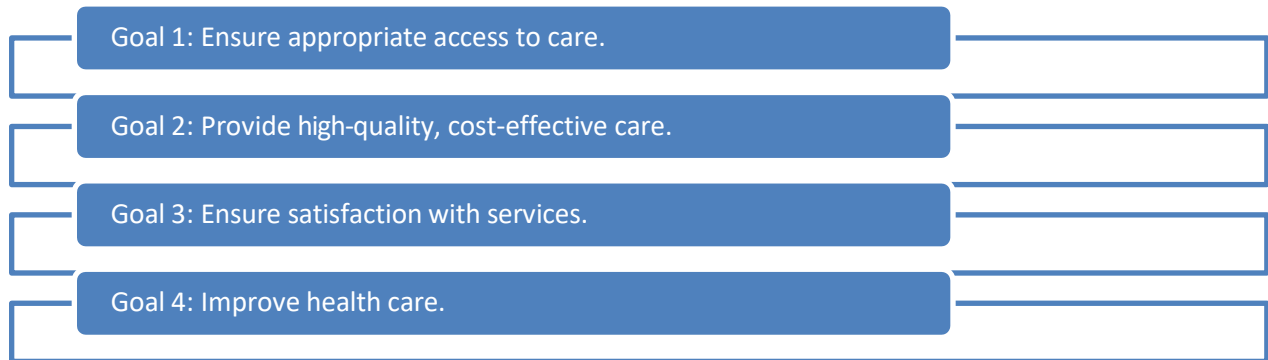 Goal 1: Ensure appropriate access to care.
Goal 2: Provide high-quality, cost-effective care.
Goal 3: Ensure satisfaction with services.
Goal 4: Improve health care.